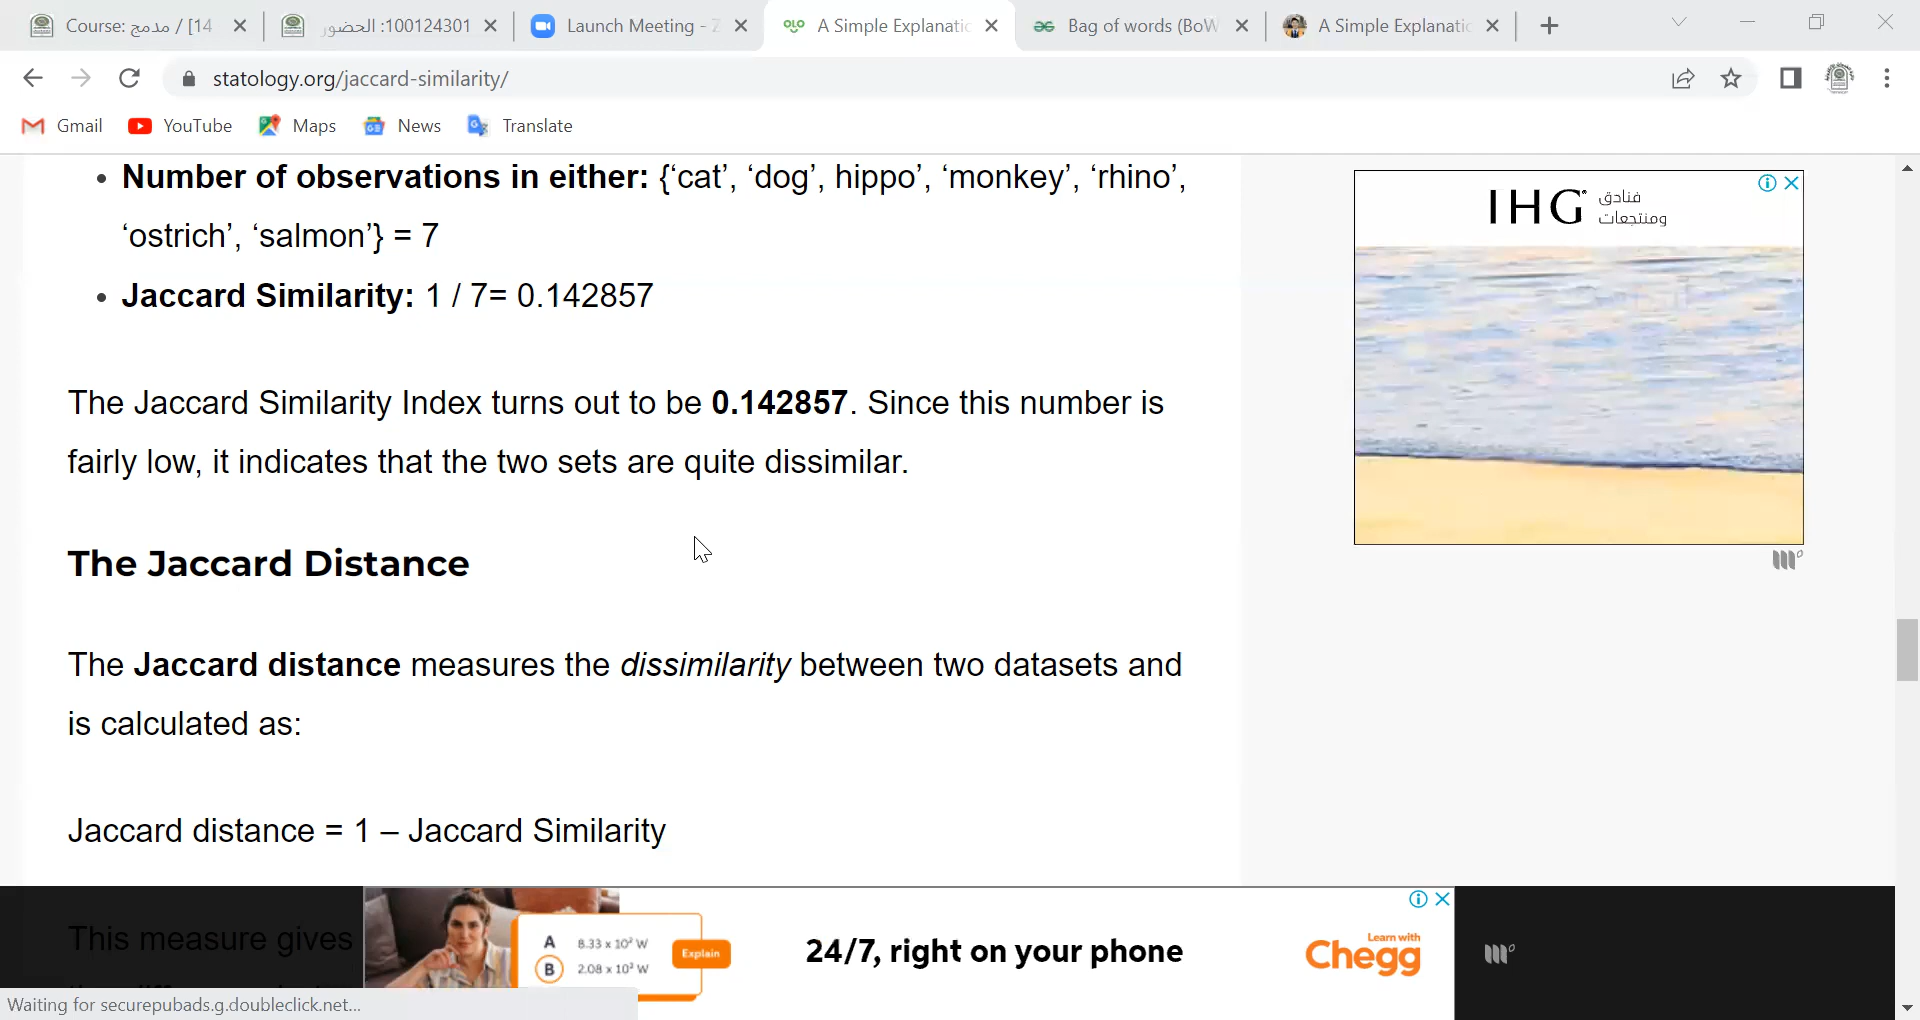 Course: مدمج / [14
الحضور :100124301
Launch Meeting - Z
A Simple Explanatic
Bag of words (BoW
A Simple Explanatic
statology.org/jaccard-similarity/
Gmail
YouTube
Maps
News
Translate
• Number of observations in either: {‘cat’, ‘dog’, hippo’, ‘monkey’, ‘rhino’,
‘ostrich’, ‘salmon’} = 7
• Jaccard Similarity: 1 / 7= 0.142857
The Jaccard Similarity Index turns out to be 0.142857. Since this number is
fairly low, it indicates that the two sets are quite dissimilar.
The Jaccard Distance
The Jaccard distance measures the dissimilarity between two datasets and
is calculated as:
Jaccard distance = 1 – Jaccard Similarity
This measure gives
IHG
فنادق
ومنتجعات
A 8.33 x 10² W
B 2.08 x 10³ W
Explain
24/7, right on your phone
Learn with
Chegg
Waiting for securepubads.g.doubleclick.net...